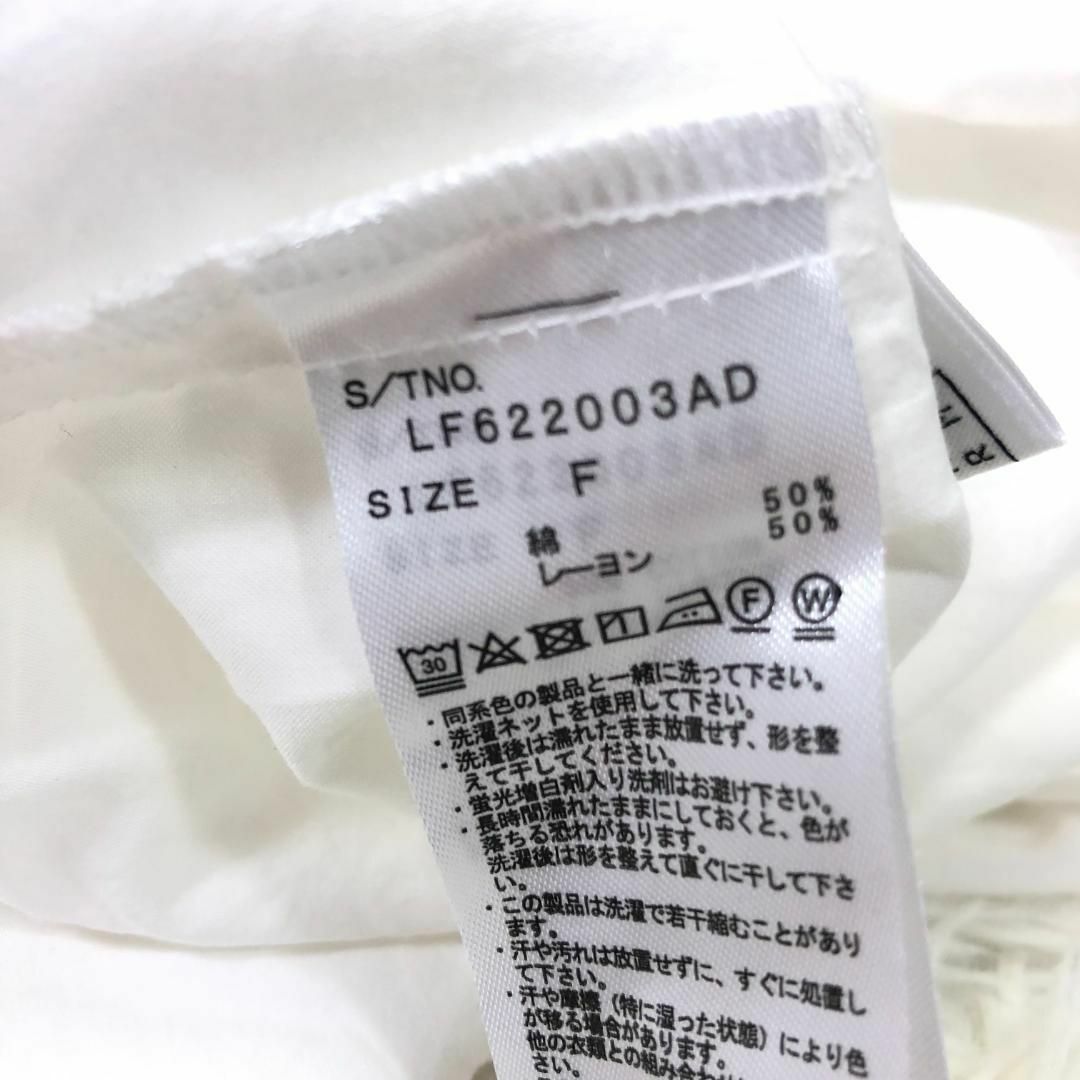 S/TNO.
LF622003AD
SIZE F
綿 50%
レーヨン 50%
30
F W
・同系色の製品と一緒に洗って下さい。
・洗濯ネットを使用して下さい。
・洗濯後は濡れたまま放置せず、形を整
えて干してください。
・蛍光増白剤入り洗剤はお避け下さい。
・長時間濡れたままにしておくと、色が
落ちる恐れがあります。
洗濯後は形を整えて直ぐに干して下さ
い。
・この製品は洗濯で若干縮むことがあり
ます。
・汗や汚れは放置せずに、すぐに処置し
て下さい。
・汗や摩擦(特に湿った状態)により色
が移る場合があります。
他の衣類との組み合わ
さい。